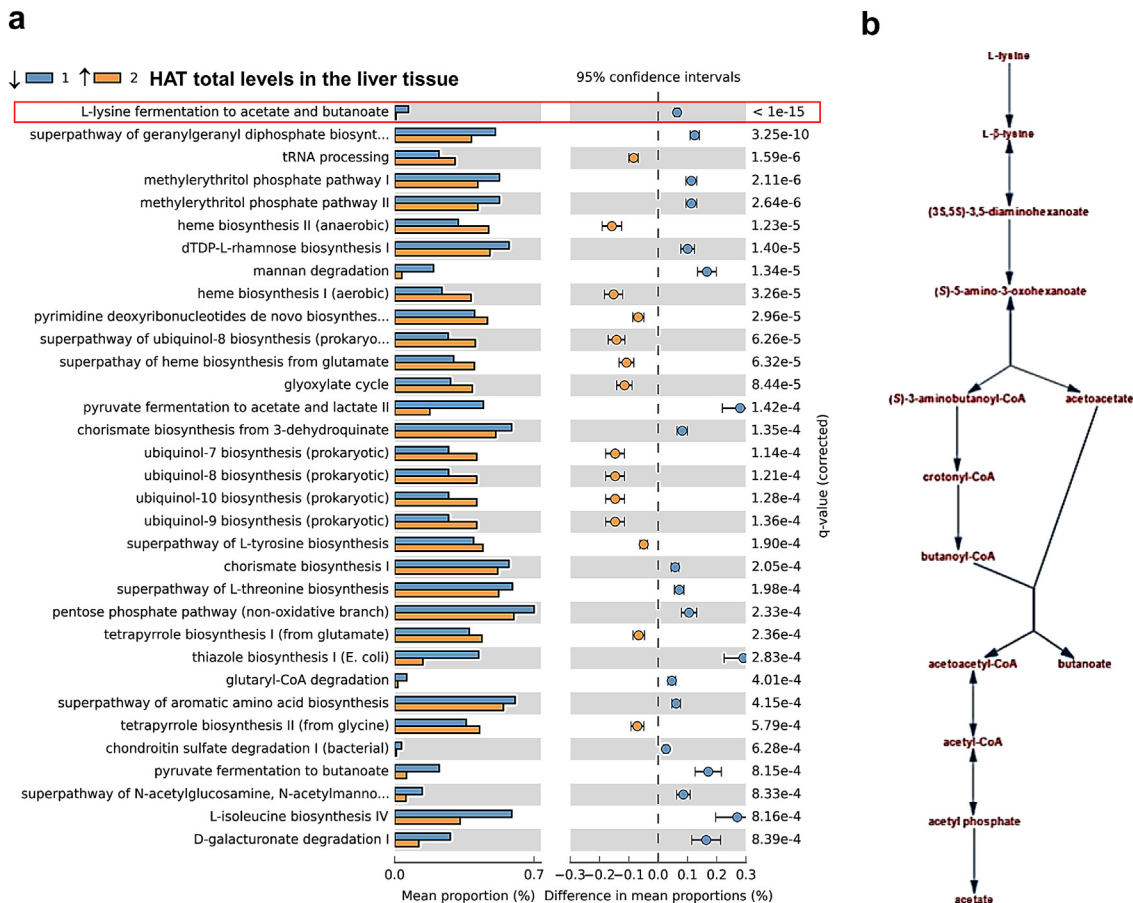 a
b
↓ 1 ↑ 2 HAT total levels in the liver tissue
95% confidence intervals
L-lysine fermentation to acetate and butanoate < 1e-15
superpathway of geranylgeranyl diphosphate biosynt... 3.25e-10
tRNA processing 1.59e-6
methylerythritol phosphate pathway I 2.11e-6
methylerythritol phosphate pathway II 2.64e-6
heme biosynthesis II (anaerobic) 1.23e-5
dTDP-L-rhamnose biosynthesis I 1.40e-5
mannan degradation 1.34e-5
heme biosynthesis I (aerobic) 3.26e-5
pyrimidine deoxyribonucleotides de novo biosynthes... 2.96e-5
superpathway of ubiquinol-8 biosynthesis (prokaryo... 6.26e-5
superpathay of heme biosynthesis from glutamate 6.32e-5
glyoxylate cycle 8.44e-5
pyruvate fermentation to acetate and lactate II 1.42e-4
chorismate biosynthesis from 3-dehydroquinate 1.35e-4
ubiquinol-7 biosynthesis (prokaryotic) 1.14e-4
ubiquinol-8 biosynthesis (prokaryotic) 1.21e-4
ubiquinol-10 biosynthesis (prokaryotic) 1.28e-4
ubiquinol-9 biosynthesis (prokaryotic) 1.36e-4
superpathway of L-tyrosine biosynthesis 1.90e-4
chorismate biosynthesis I 2.05e-4
superpathway of L-threonine biosynthesis 1.98e-4
pentose phosphate pathway (non-oxidative branch) 2.33e-4
tetrapyrrole biosynthesis I (from glutamate) 2.36e-4
thiazole biosynthesis I (E. coli) 2.83e-4
glutaryl-CoA degradation 4.01e-4
superpathway of aromatic amino acid biosynthesis 4.15e-4
tetrapyrrole biosynthesis II (from glycine) 5.79e-4
chondroitin sulfate degradation I (bacterial) 6.28e-4
pyruvate fermentation to butanoate 8.15e-4
superpathway of N-acetylglucosamine, N-acetylmanno... 8.33e-4
L-isoleucine biosynthesis IV 8.16e-4
D-galacturonate degradation I 8.39e-4
q-value (corrected)
0.0 0.7 −0.3 −0.2 −0.1 0.0 0.1 0.2 0.3
Mean proportion (%) Difference in mean proportions (%)
L-lysine
L-β-lysine
(3S,5S)-3,5-diaminohexanoate
(S)-5-amino-3-oxohexanoate
(S)-3-aminobutanoyl-CoA acetoacetate
crotonyl-CoA
butanoyl-CoA
acetoacetyl-CoA butanoate
acetyl-CoA
acetyl phosphate
acetate